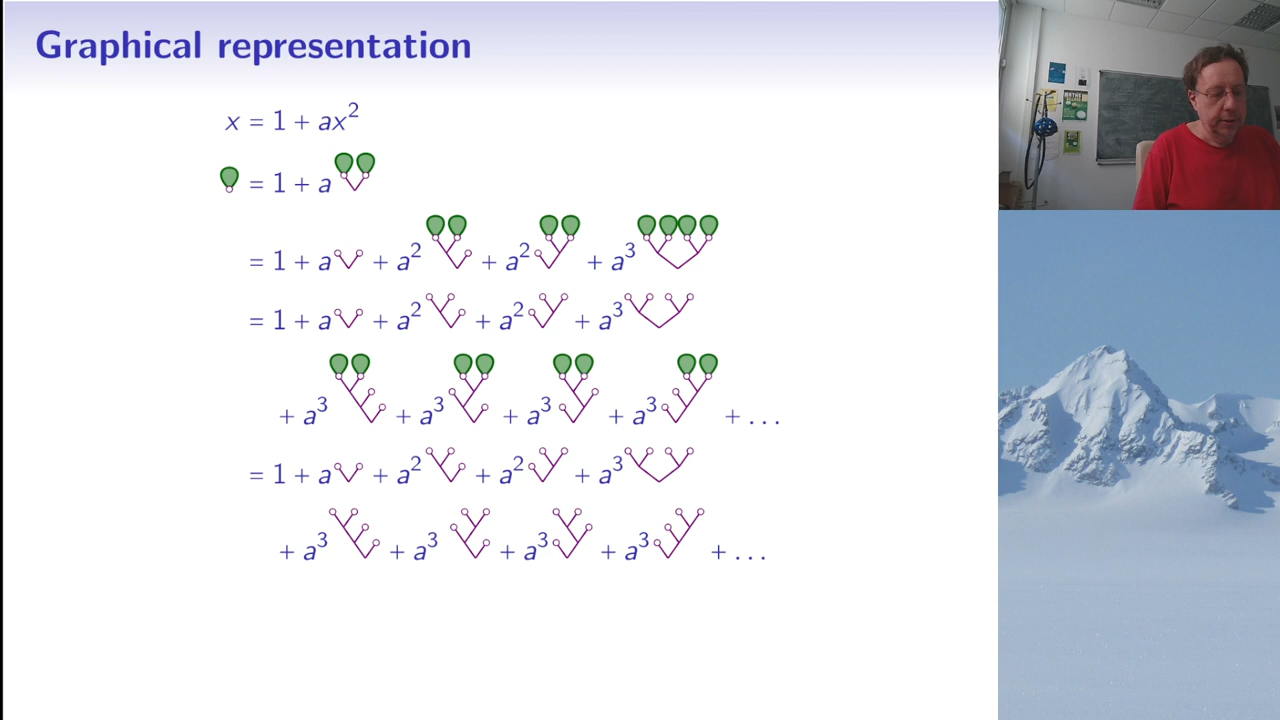 Graphical representation
x = 1 + ax²
= 1 + a
= 1 + a + a² + a² + a³
= 1 + a + a² + a² + a³
+ a³ + a³ + a³ + a³ + ...
= 1 + a + a² + a² + a³
+ a³ + a³ + a³ + a³ + ...